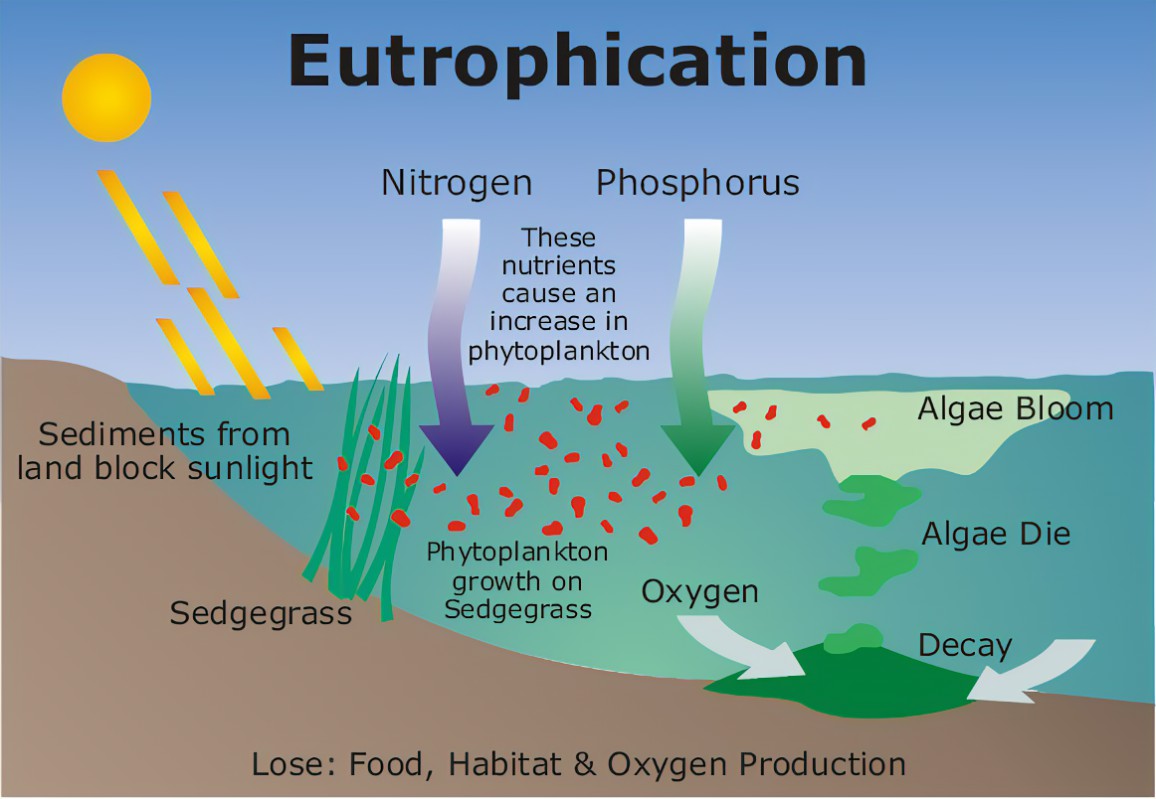 Eutrophication
Nitrogen
Phosphorus
These
nutrients
cause an
increase in
phytoplankton
Algae Bloom
Sediments from
land block sunlight
Algae Die
Phytoplankton
growth on
Sedgegrass
Oxygen
Sedgegrass
Decay
Lose: Food, Habitat & Oxygen Production